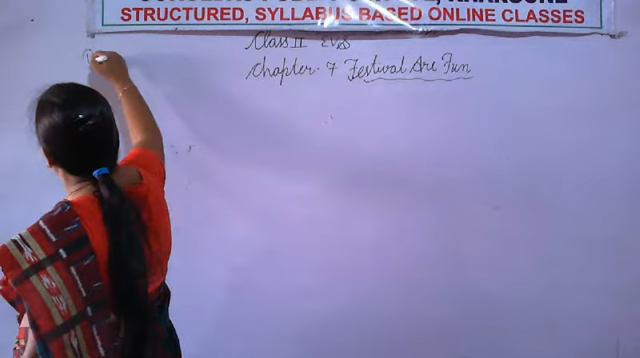 STRUCTURED, SYLLABUS BASED ONLINE CLASSES
Class II EVS
Chapter - 7 Festival Are Fun